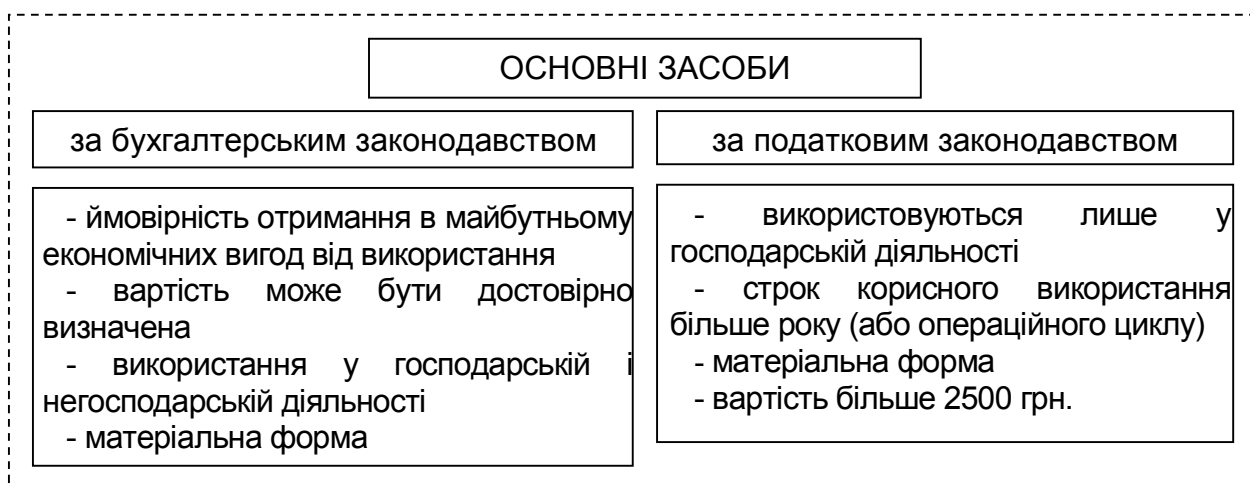 ОСНОВНІ ЗАСОБИ
за бухгалтерським законодавством
- ймовірність отримання в майбутньому
економічних вигод від використання
- вартість може бути достовірно
визначена
- використання у господарській і
негосподарській діяльності
- матеріальна форма
за податковим законодавством
- використовуються лише у
господарській діяльності
- строк корисного використання
більше року (або операційного циклу)
- матеріальна форма
- вартість більше 2500 грн.